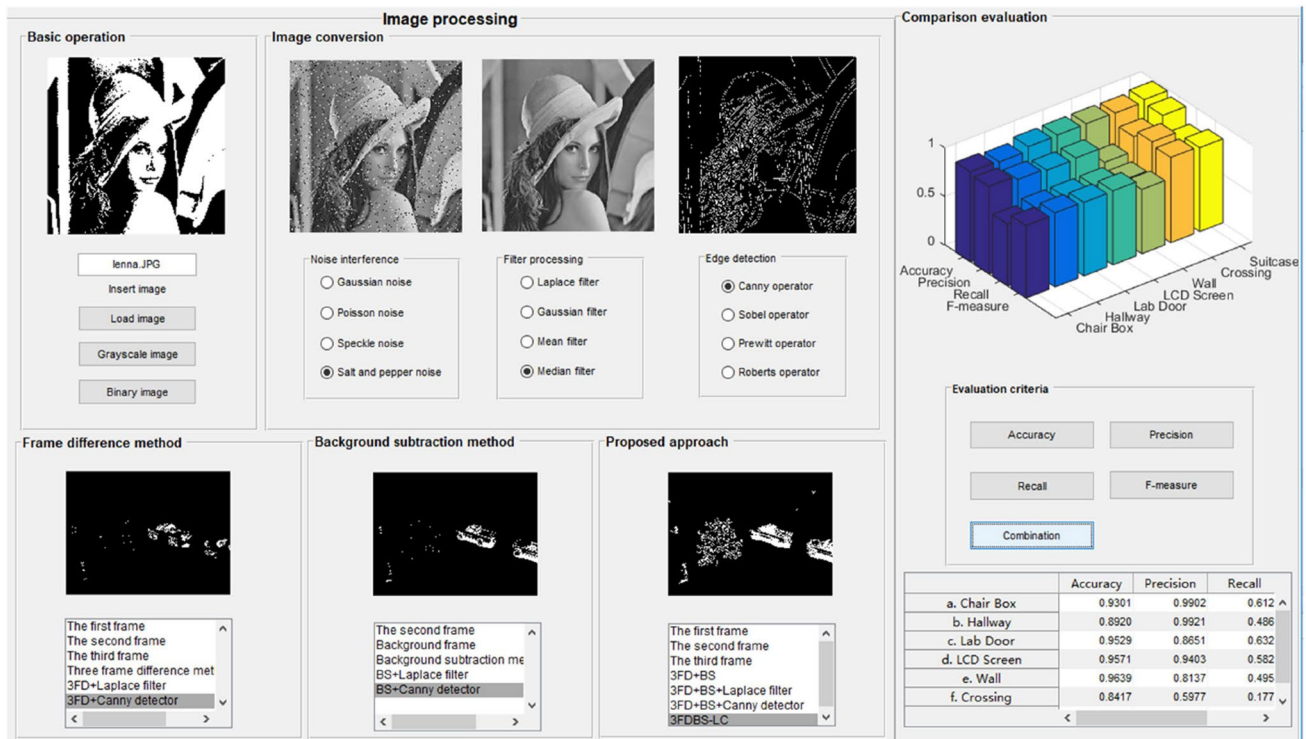 Image processing
Basic operation
lenna.JPG
Insert image
Load image
Grayscale image
Binary image
Image conversion
Noise interference
Gaussian noise
Poisson noise
Speckle noise
Salt and pepper noise
Filter processing
Laplace filter
Gaussian filter
Mean filter
Median filter
Edge detection
Canny operator
Sobel operator
Prewitt operator
Roberts operator
Frame difference method
The first frame
The second frame
The third frame
Three frame difference met
3FD+Laplace filter
3FD+Canny detector
Background subtraction method
The second frame
Background frame
Background subtraction me
BS+Laplace filter
BS+Canny detector
Proposed approach
The first frame
The second frame
The third frame
3FD+BS
3FD+BS+Laplace filter
3FD+BS+Canny detector
3FDBS-LC
Comparison evaluation
1
0.5
0
Accuracy
Precision
Recall
F-measure
Suitcase
Crossing
Wall
LCD Screen
Lab Door
Hallway
Chair Box
Evaluation criteria
Accuracy Precision
Recall F-measure
Combination
Accuracy Precision Recall
a. Chair Box 0.9301 0.9902 0.612
b. Hallway 0.8920 0.9921 0.486
c. Lab Door 0.9529 0.8651 0.632
d. LCD Screen 0.9571 0.9403 0.582
e. Wall 0.9639 0.8137 0.495
f. Crossing 0.8417 0.5977 0.177